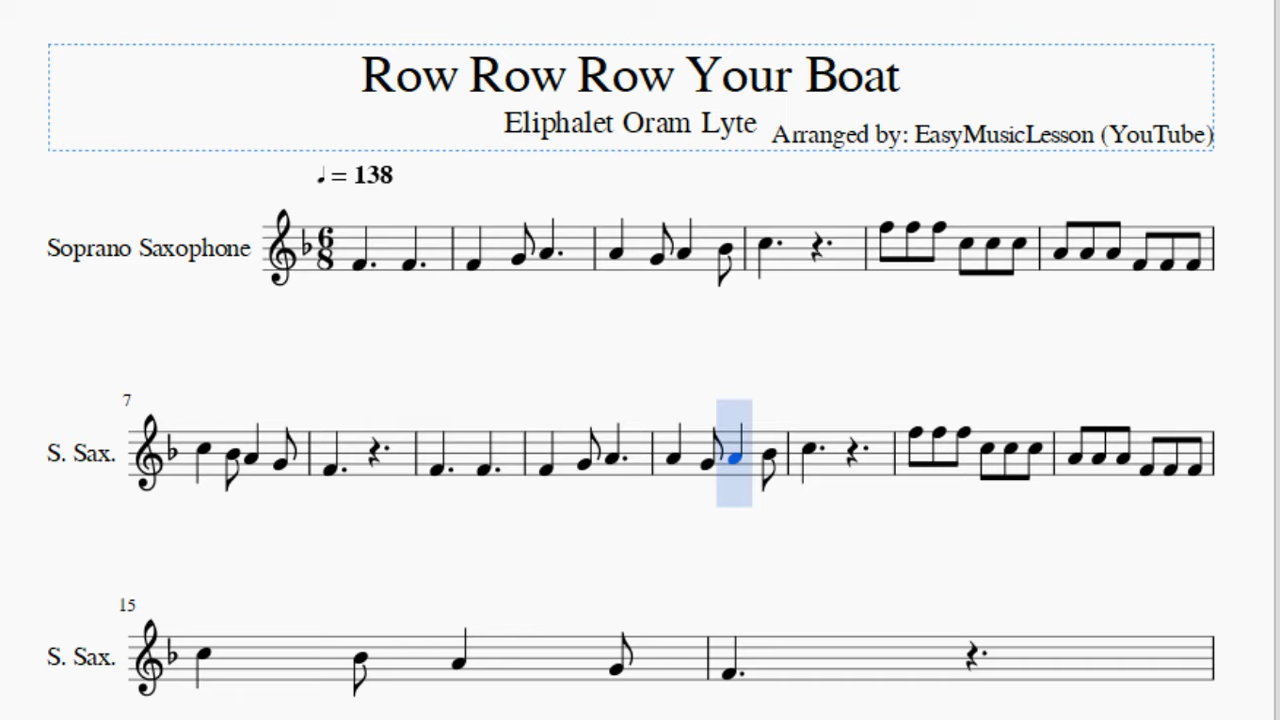 Row Row Row Your Boat
Eliphalet Oram Lyte
Arranged by: EasyMusicLesson (YouTube)
♩ = 138
Soprano Saxophone
6
8
7
S. Sax.
15
S. Sax.